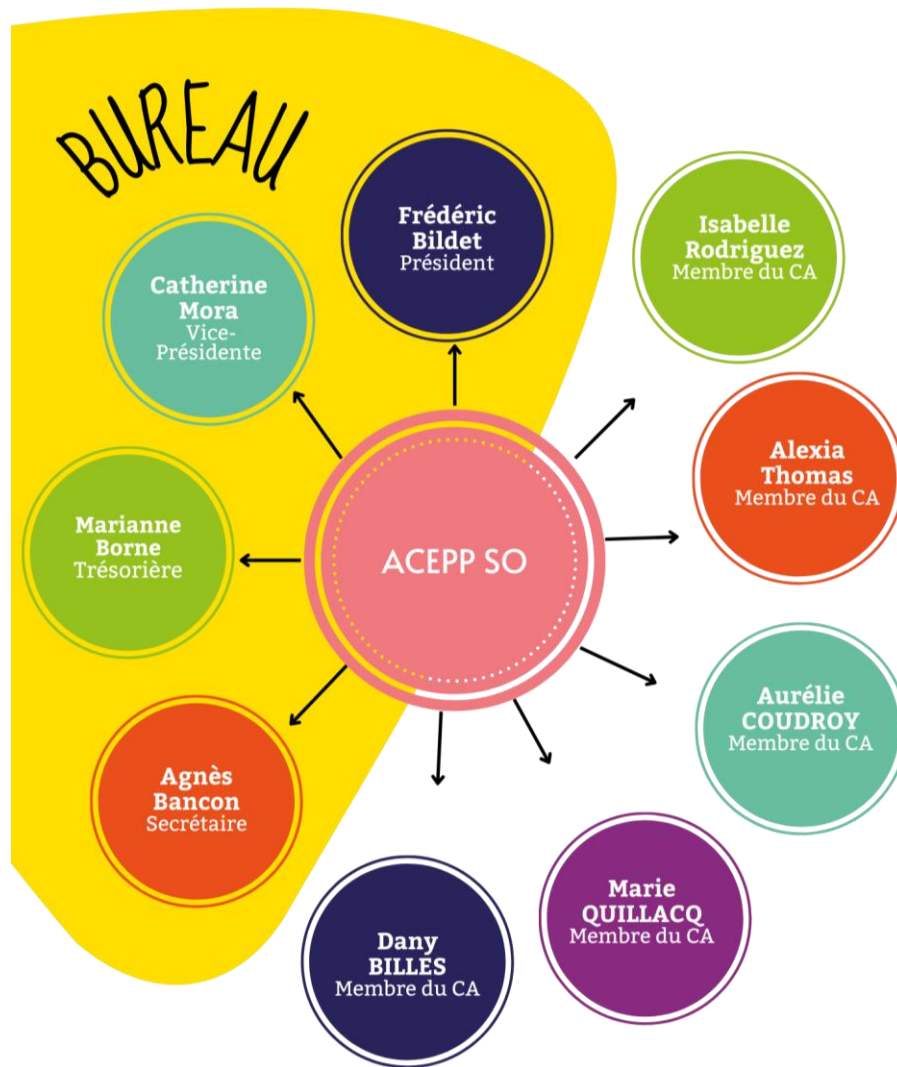 BUREAU
Frédéric
Bildet
Président
Isabelle
Rodriguez
Membre du CA
Catherine
Mora
Vice-
Présidente
Alexia
Thomas
Membre du CA
Marianne
Borne
Trésorière
ACEPP SO
Aurélie
COUDROY
Membre du CA
Agnès
Bancon
Secrétaire
Marie
QUILLACQ
Membre du CA
Dany
BILLES
Membre du CA